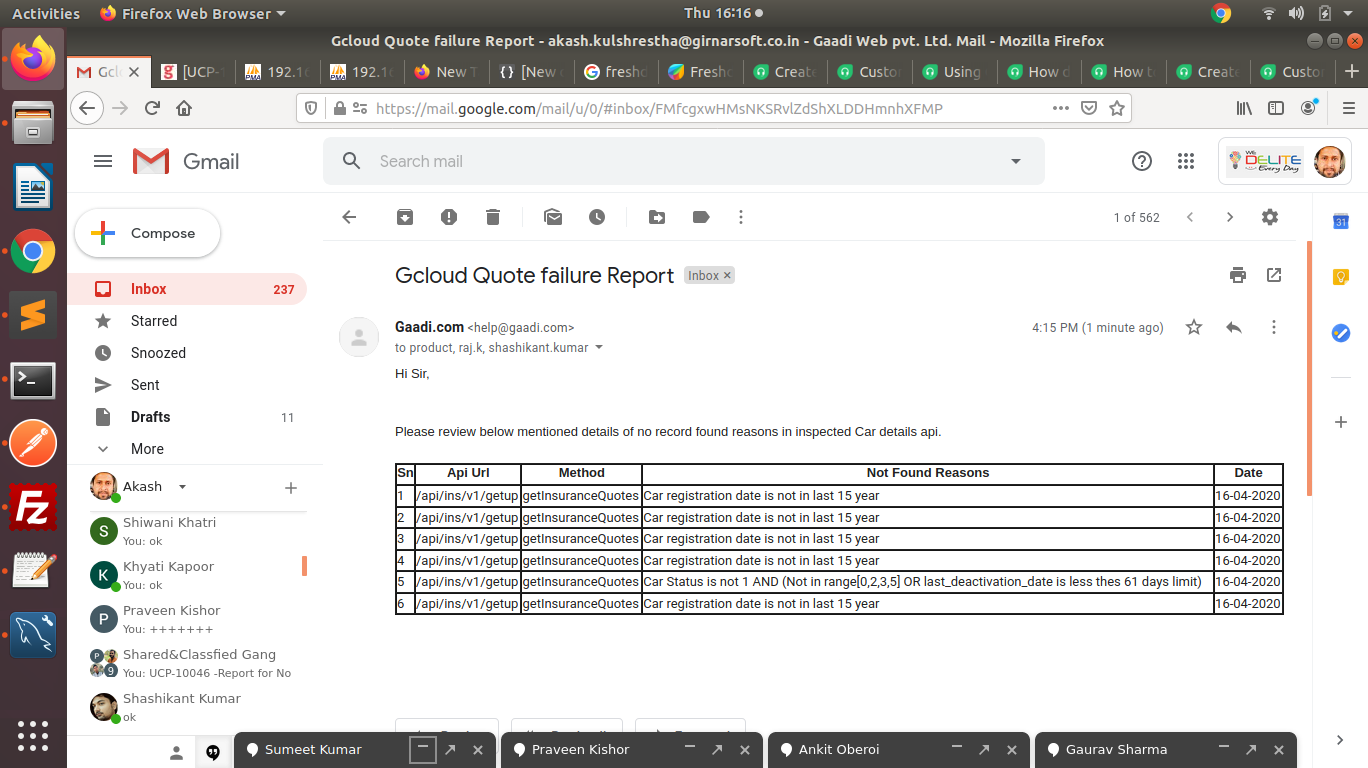 Activities Firefox Web Browser Thu 16:16
Gcloud Quote failure Report - akash.kulshrestha@girnarsoft.co.in - Gaadi Web pvt. Ltd. Mail - Mozilla Firefox
Gcl [UCP- 192.16 192.16 New T [New freshd Freshd Create Custo Using How d How to Create Custo
https://mail.google.com/mail/u/0/#inbox/FMfcgxwHMsNKSRvlZdShXLDDHmnhXFMP
Gmail Search mail WE DELITE Every Day
Compose 1 of 562
31
Gcloud Quote failure Report Inbox ×
Inbox 237
Starred
Snoozed
Sent
Drafts 11
More
Gaadi.com <help@gaadi.com> 4:15 PM (1 minute ago)
to product, raj.k, shashikant.kumar
Hi Sir,
Please review below mentioned details of no record found reasons in inspected Car details api.
Sn Api Url Method Not Found Reasons Date
1 /api/ins/v1/getup getInsuranceQuotes Car registration date is not in last 15 year 16-04-2020
2 /api/ins/v1/getup getInsuranceQuotes Car registration date is not in last 15 year 16-04-2020
3 /api/ins/v1/getup getInsuranceQuotes Car registration date is not in last 15 year 16-04-2020
4 /api/ins/v1/getup getInsuranceQuotes Car registration date is not in last 15 year 16-04-2020
5 /api/ins/v1/getup getInsuranceQuotes Car Status is not 1 AND (Not in range[0,2,3,5] OR last_deactivation_date is less thes 61 days limit) 16-04-2020
6 /api/ins/v1/getup getInsuranceQuotes Car registration date is not in last 15 year 16-04-2020
Akash
S Shiwani Khatri
You: ok
K Khyati Kapoor
You: ok
P Praveen Kishor
You: +++++++
P 9 Shared&Classfied Gang
You: UCP-10046 -Report for No
Shashikant Kumar
ok
Sumeet Kumar Praveen Kishor Ankit Oberoi Gaurav Sharma